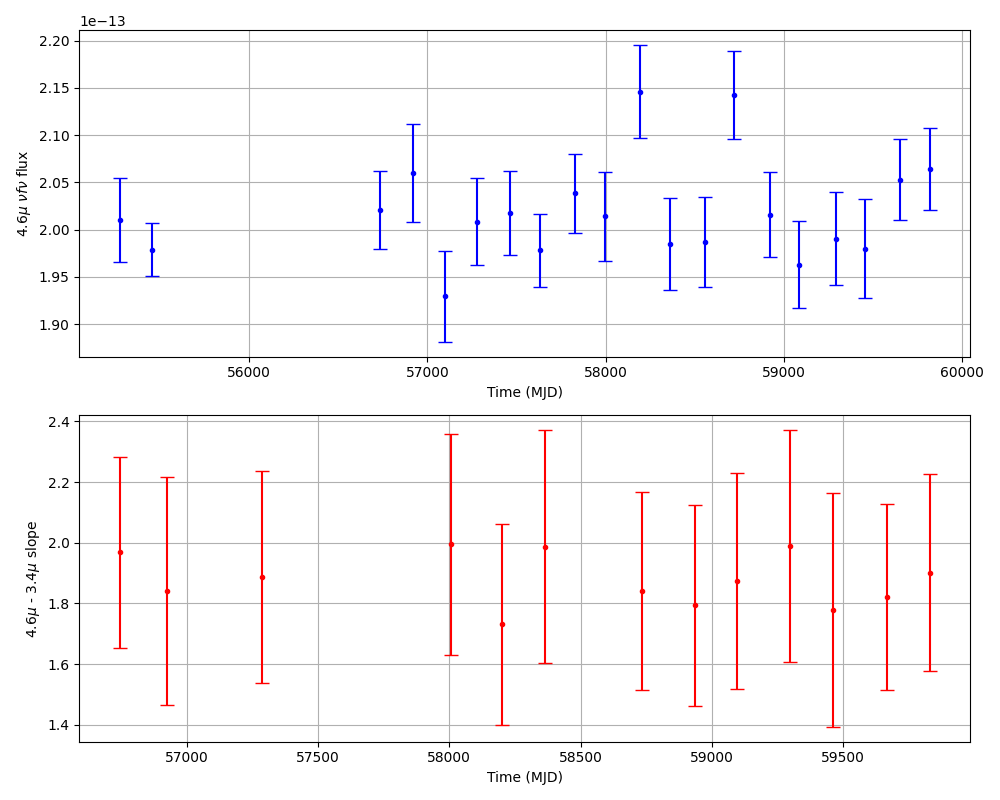 1e−13
2.20
2.15
2.10
2.05
2.00
1.95
1.90
4.6μ νfν flux
56000 57000 58000 59000 60000
Time (MJD)
2.4
2.2
2.0
1.8
1.6
1.4
4.6μ - 3.4μ slope
57000 57500 58000 58500 59000 59500
Time (MJD)